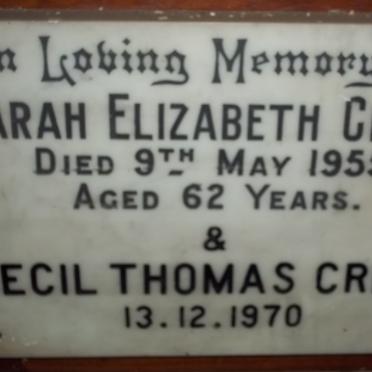 n Loving Memory
ARAH ELIZABETH C
DIED 9TH MAY 195
AGED 62 YEARS.
&
ECIL THOMAS CR
13.12.1970